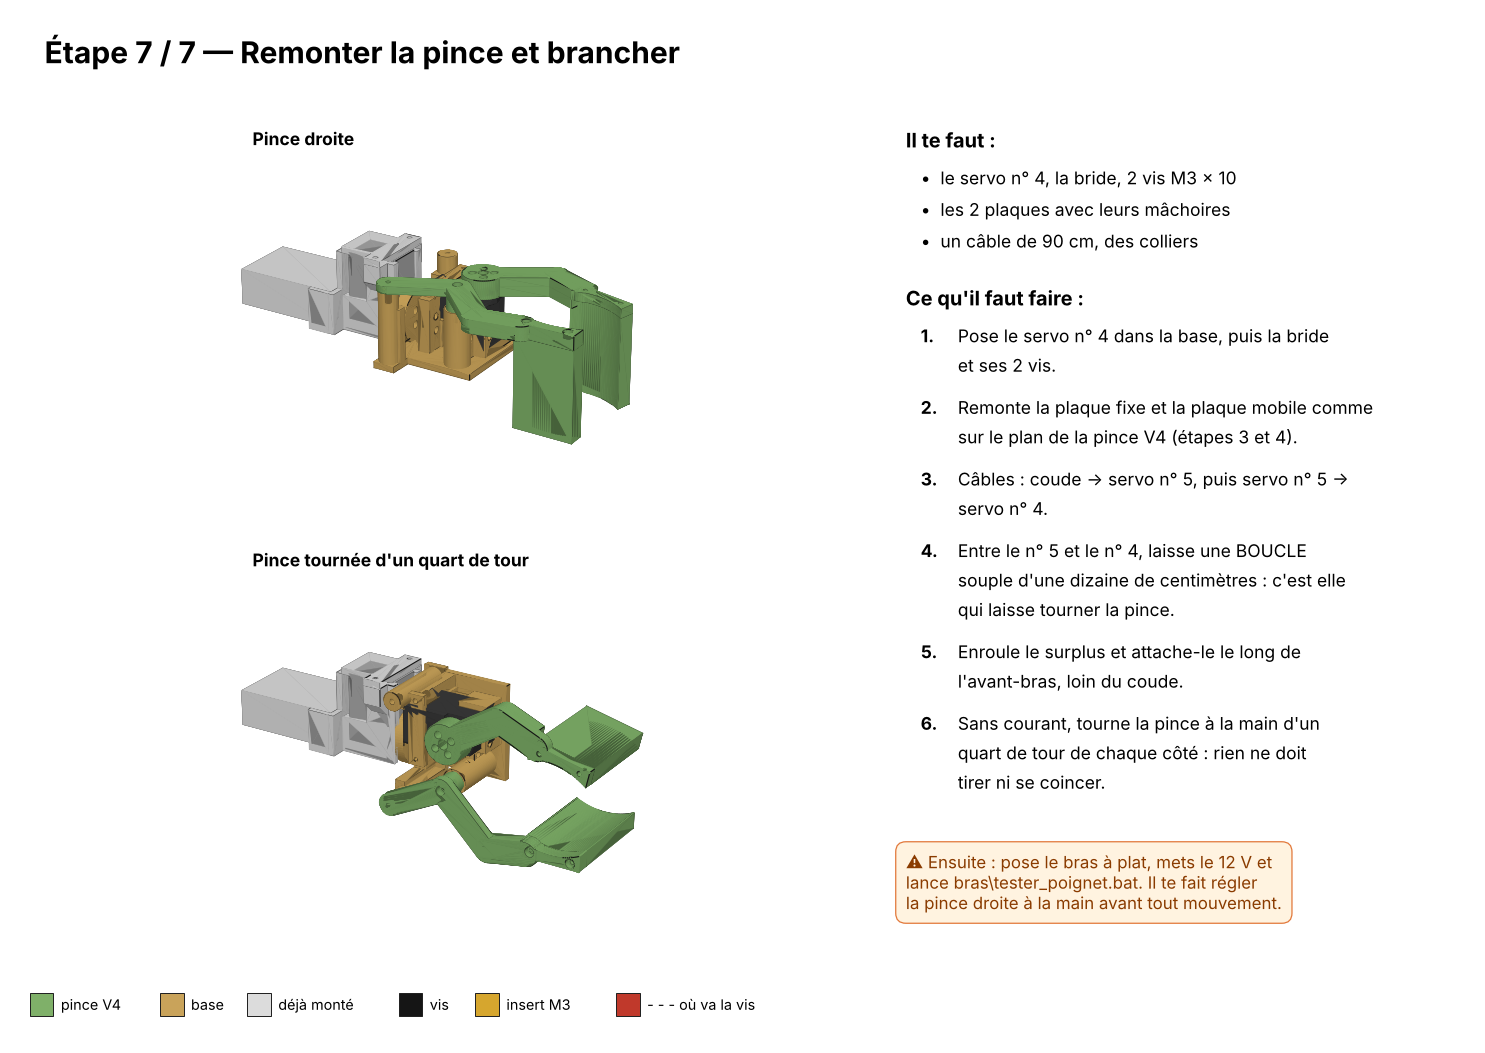 Étape 7 / 7 — Remonter la pince et brancher
Pince droite
Pince tournée d'un quart de tour
Il te faut :
• le servo n° 4, la bride, 2 vis M3 × 10
• les 2 plaques avec leurs mâchoires
• un câble de 90 cm, des colliers
Ce qu'il faut faire :
1. Pose le servo n° 4 dans la base, puis la bride
et ses 2 vis.
2. Remonte la plaque fixe et la plaque mobile comme
sur le plan de la pince V4 (étapes 3 et 4).
3. Câbles : coude → servo n° 5, puis servo n° 5 →
servo n° 4.
4. Entre le n° 5 et le n° 4, laisse une BOUCLE
souple d'une dizaine de centimètres : c'est elle
qui laisse tourner la pince.
5. Enroule le surplus et attache-le le long de
l'avant-bras, loin du coude.
6. Sans courant, tourne la pince à la main d'un
quart de tour de chaque côté : rien ne doit
tirer ni se coincer.
⚠ Ensuite : pose le bras à plat, mets le 12 V et
lance bras\tester_poignet.bat. Il te fait régler
la pince droite à la main avant tout mouvement.
pince V4 base déjà monté vis insert M3 - - - où va la vis